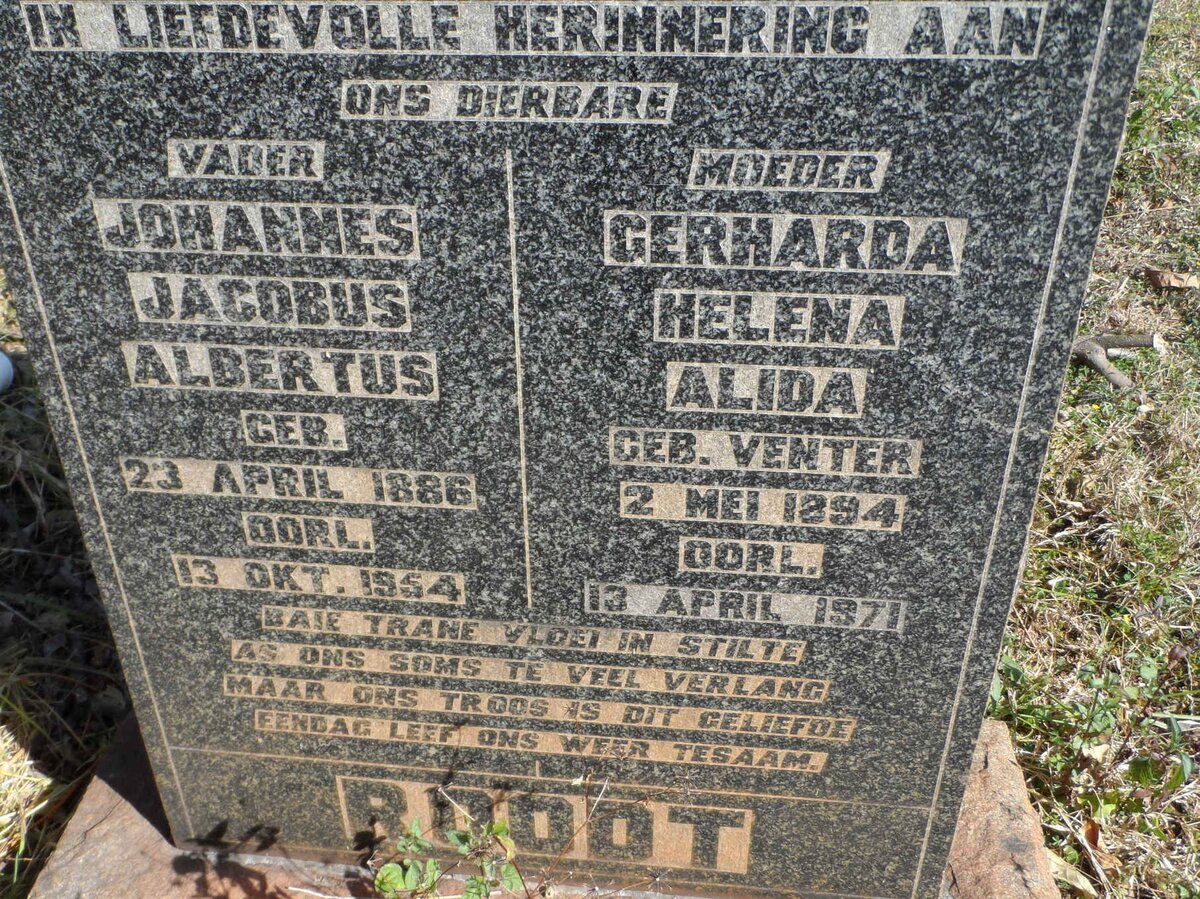 IN LIEFDEVOLLE HERINNERING AAN
ONS DIERBARE
VADER
JOHANNES
JACOBUS
ALBERTUS
GEB.
23 APRIL 1886
OORL.
13 OKT. 1954
MOEDER
GERHARDA
HELENA
ALIDA
GEB. VENTER
2 MEI 1894
OORL.
13 APRIL 1971
BAIE TRANE VLOEI IN STILTE
AS ONS SOMS TE VEEL VERLANG
MAAR ONS TROOS IS DIT GELIEFDE
EENDAG LEEF ONS WEER TESAAM.
ROOT